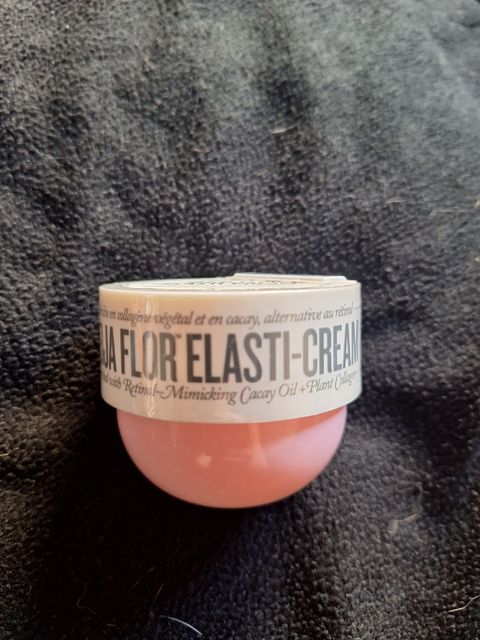 en collagène végétal et en cacay, alternative au rétinol
JA FLOR™ ELASTI-CREAM
with Retinol-Mimicking Cacay Oil + Plant Collagen